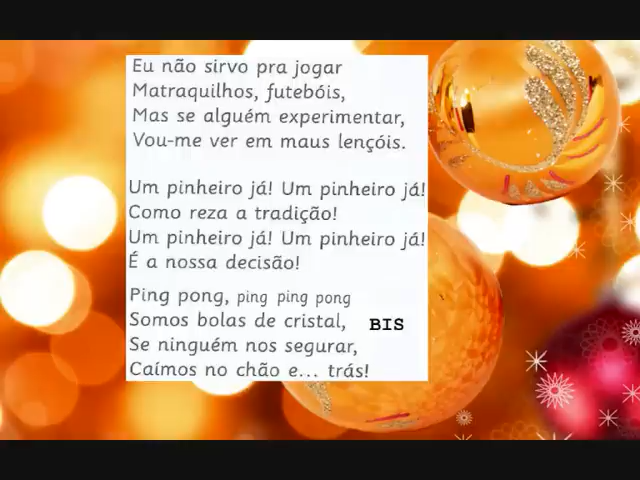 Eu não sirvo pra jogar
Matraquilhos, futebóis,
Mas se alguém experimentar,
Vou-me ver em maus lençóis.
Um pinheiro já! Um pinheiro já!
Como reza a tradição!
Um pinheiro já! Um pinheiro já!
É a nossa decisão!
Ping pong, ping ping pong
Somos bolas de cristal, BIS
Se ninguém nos segurar,
Caímos no chão e... trás!